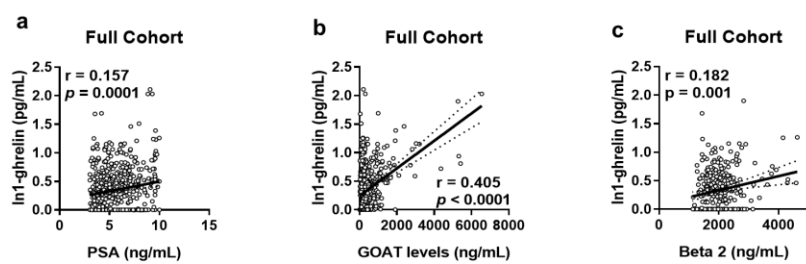 a
Full Cohort
r = 0.157
p = 0.0001
In1-ghrelin (pg/mL)
2.5
2.0
1.5
1.0
0.5
0.0
0
5
10
15
PSA (ng/mL)
b
Full Cohort
r = 0.405
p < 0.0001
In1-ghrelin (pg/mL)
2.5
2.0
1.5
1.0
0.5
0.0
0
2000
4000
6000
8000
GOAT levels (ng/mL)
c
Full Cohort
r = 0.182
p = 0.001
In1-ghrelin (pg/mL)
2.5
2.0
1.5
1.0
0.5
0.0
0
2000
4000
Beta 2 (ng/mL)